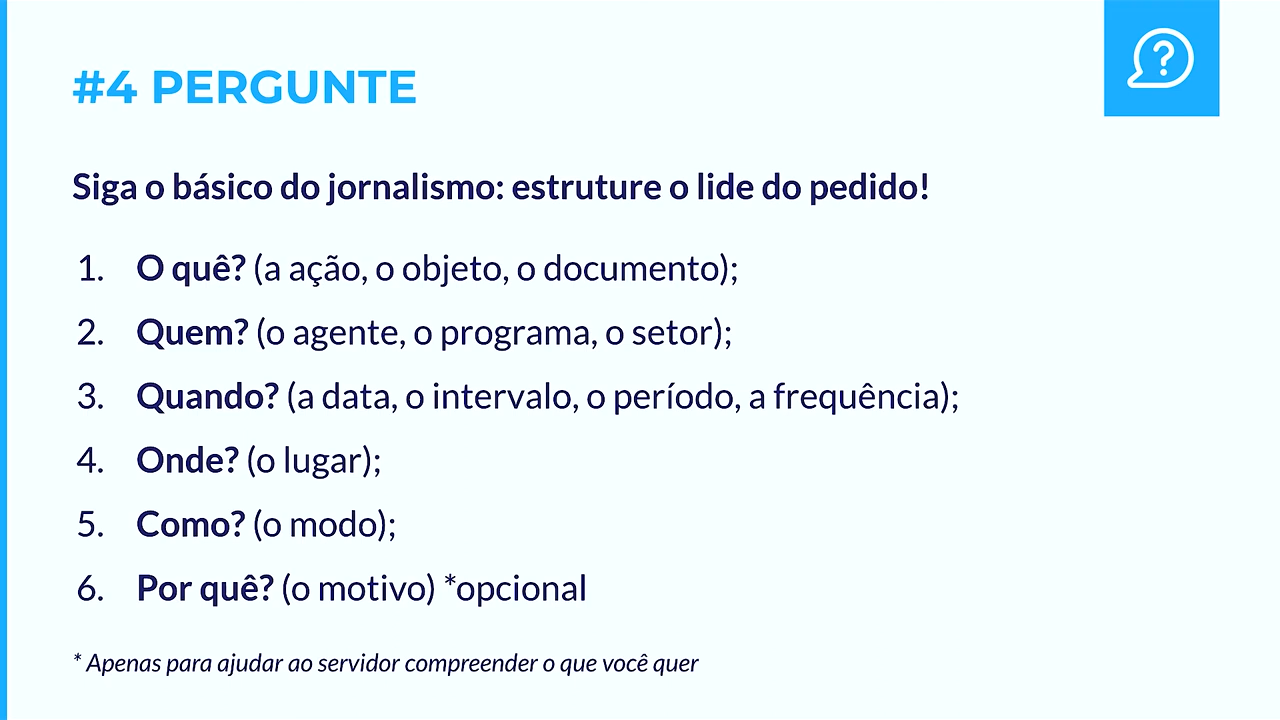 #4 PERGUNTE
Siga o básico do jornalismo: estruture o lide do pedido!
1. O quê? (a ação, o objeto, o documento);
2. Quem? (o agente, o programa, o setor);
3. Quando? (a data, o intervalo, o período, a frequência);
4. Onde? (o lugar);
5. Como? (o modo);
6. Por quê? (o motivo) *opcional
* Apenas para ajudar ao servidor compreender o que você quer